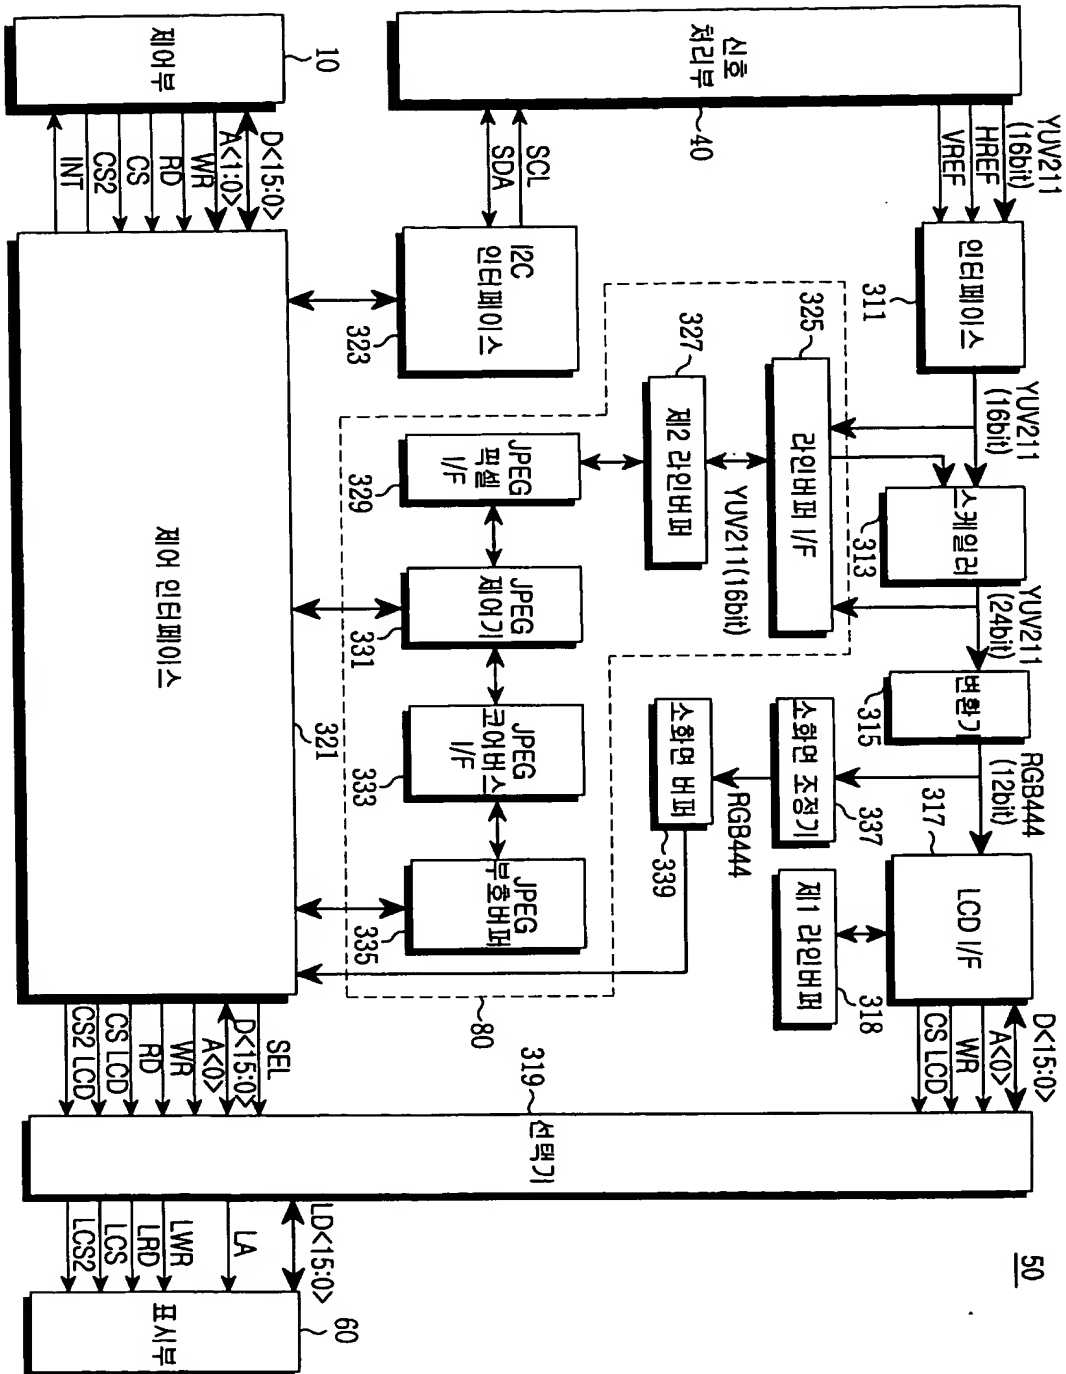 50
YUV211
(16bit)
HREF
VREF
신호
처리부
40
SCL
SDA
인터페이스
311
YUV211
(16bit)
스케일러
313
YUV211
(24bit)
변환기
315
RGB444
(12bit)
317
LCD I/F
D<15:0>
A<0>
WR
CS LCD
제1 라인버퍼
318
소화면 조정기
337
RGB444
소화면 버퍼
339
325
라인버퍼 I/F
YUV211(16bit)
327
제2 라인버퍼
I2C
인터페이스
323
JPEG
픽셀
I/F
329
JPEG
제어기
331
JPEG
코어버스
I/F
333
JPEG
부호버퍼
335
80
제어부
10
D<15:0>
A<1:0>
WR
RD
CS
CS2
INT
제어 인터페이스
321
SEL
D<15:0>
A<0>
WR
RD
CS LCD
CS2 LCD
319
선택기
LD<15:0>
LA
LWR
LRD
LCS
LCS2
표시부
60